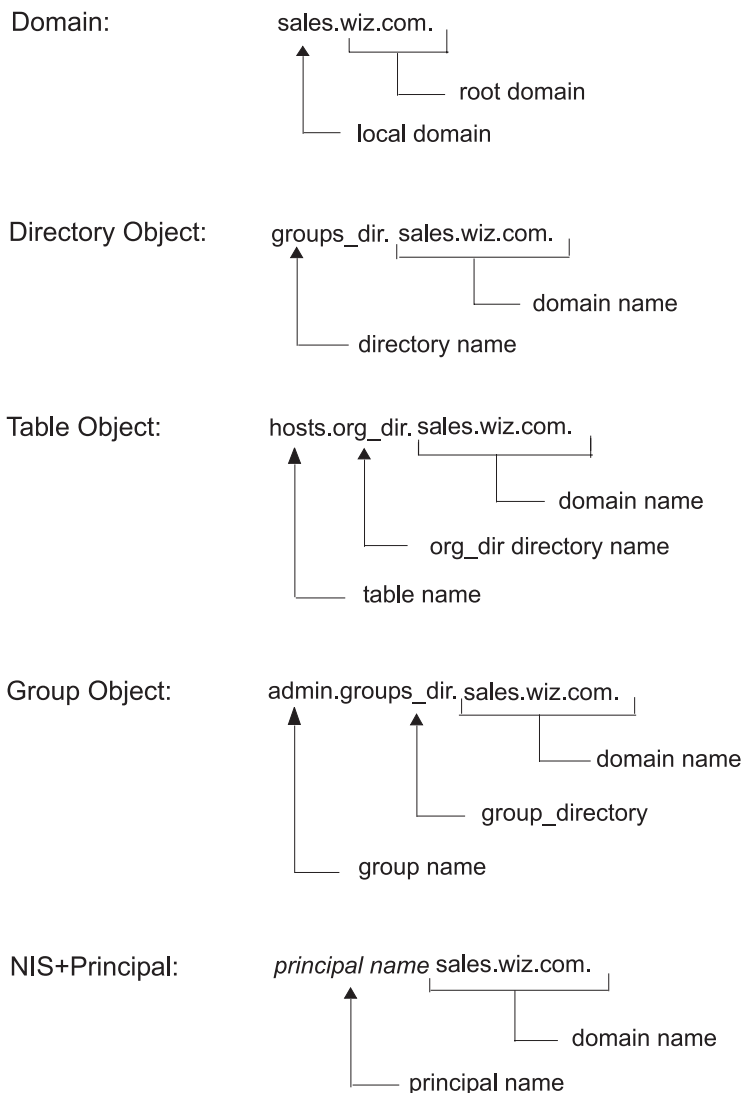 Domain: sales.wiz.com.
root domain
local domain
Directory Object: groups_dir. sales.wiz.com.
domain name
directory name
Table Object: hosts.org_dir. sales.wiz.com.
domain name
org_dir directory name
table name
Group Object: admin.groups_dir. sales.wiz.com.
domain name
group_directory
group name
NIS+Principal: principal name sales.wiz.com.
domain name
principal name